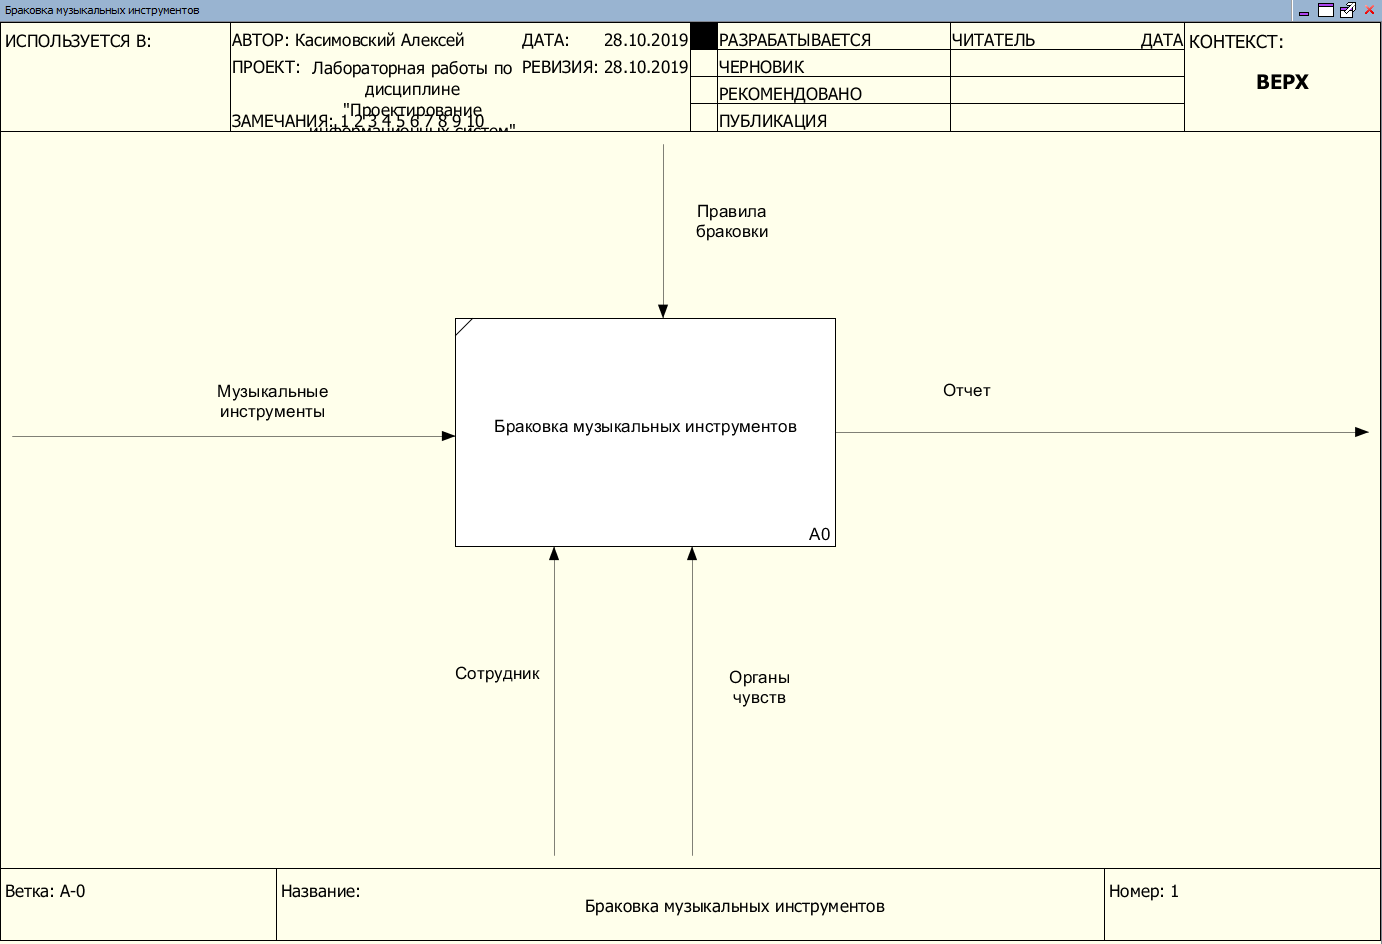 Браковка музыкальных инструментов
ИСПОЛЬЗУЕТСЯ В:
АВТОР: Касимовский Алексей
ДАТА: 28.10.2019
ПРОЕКТ: Лабораторная работы по
дисциплине
"Проектирование
информационных систем"
РЕВИЗИЯ: 28.10.2019
ЗАМЕЧАНИЯ: 1 2 3 4 5 6 7 8 9 10
РАЗРАБАТЫВАЕТСЯ
ЧЕРНОВИК
РЕКОМЕНДОВАНО
ПУБЛИКАЦИЯ
ЧИТАТЕЛЬ ДАТА
КОНТЕКСТ:
ВЕРХ
Правила
браковки
Музыкальные
инструменты
Браковка музыкальных инструментов
A0
Отчет
Сотрудник
Органы
чувств
Ветка: A-0
Название:
Браковка музыкальных инструментов
Номер: 1